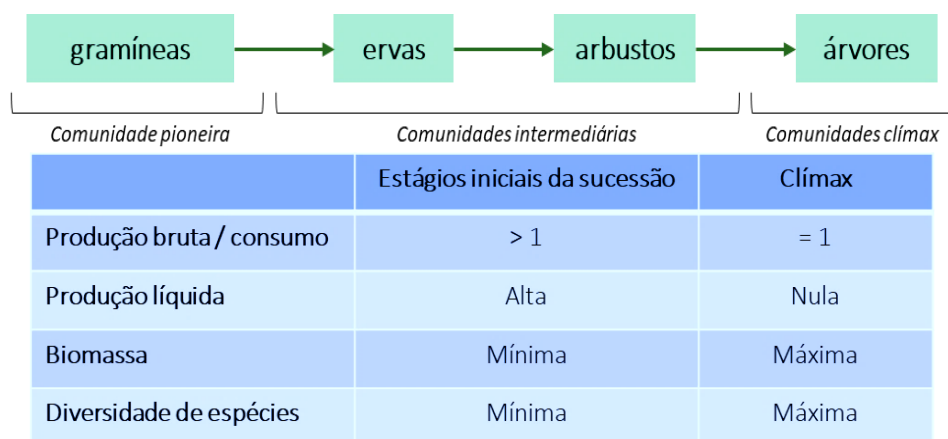 gramíneas ervas arbustos árvores
Comunidade pioneira Comunidades intermediárias Comunidades clímax
Estágios iniciais da sucessão Clímax
Produção bruta / consumo > 1 = 1
Produção líquida Alta Nula
Biomassa Mínima Máxima
Diversidade de espécies Mínima Máxima